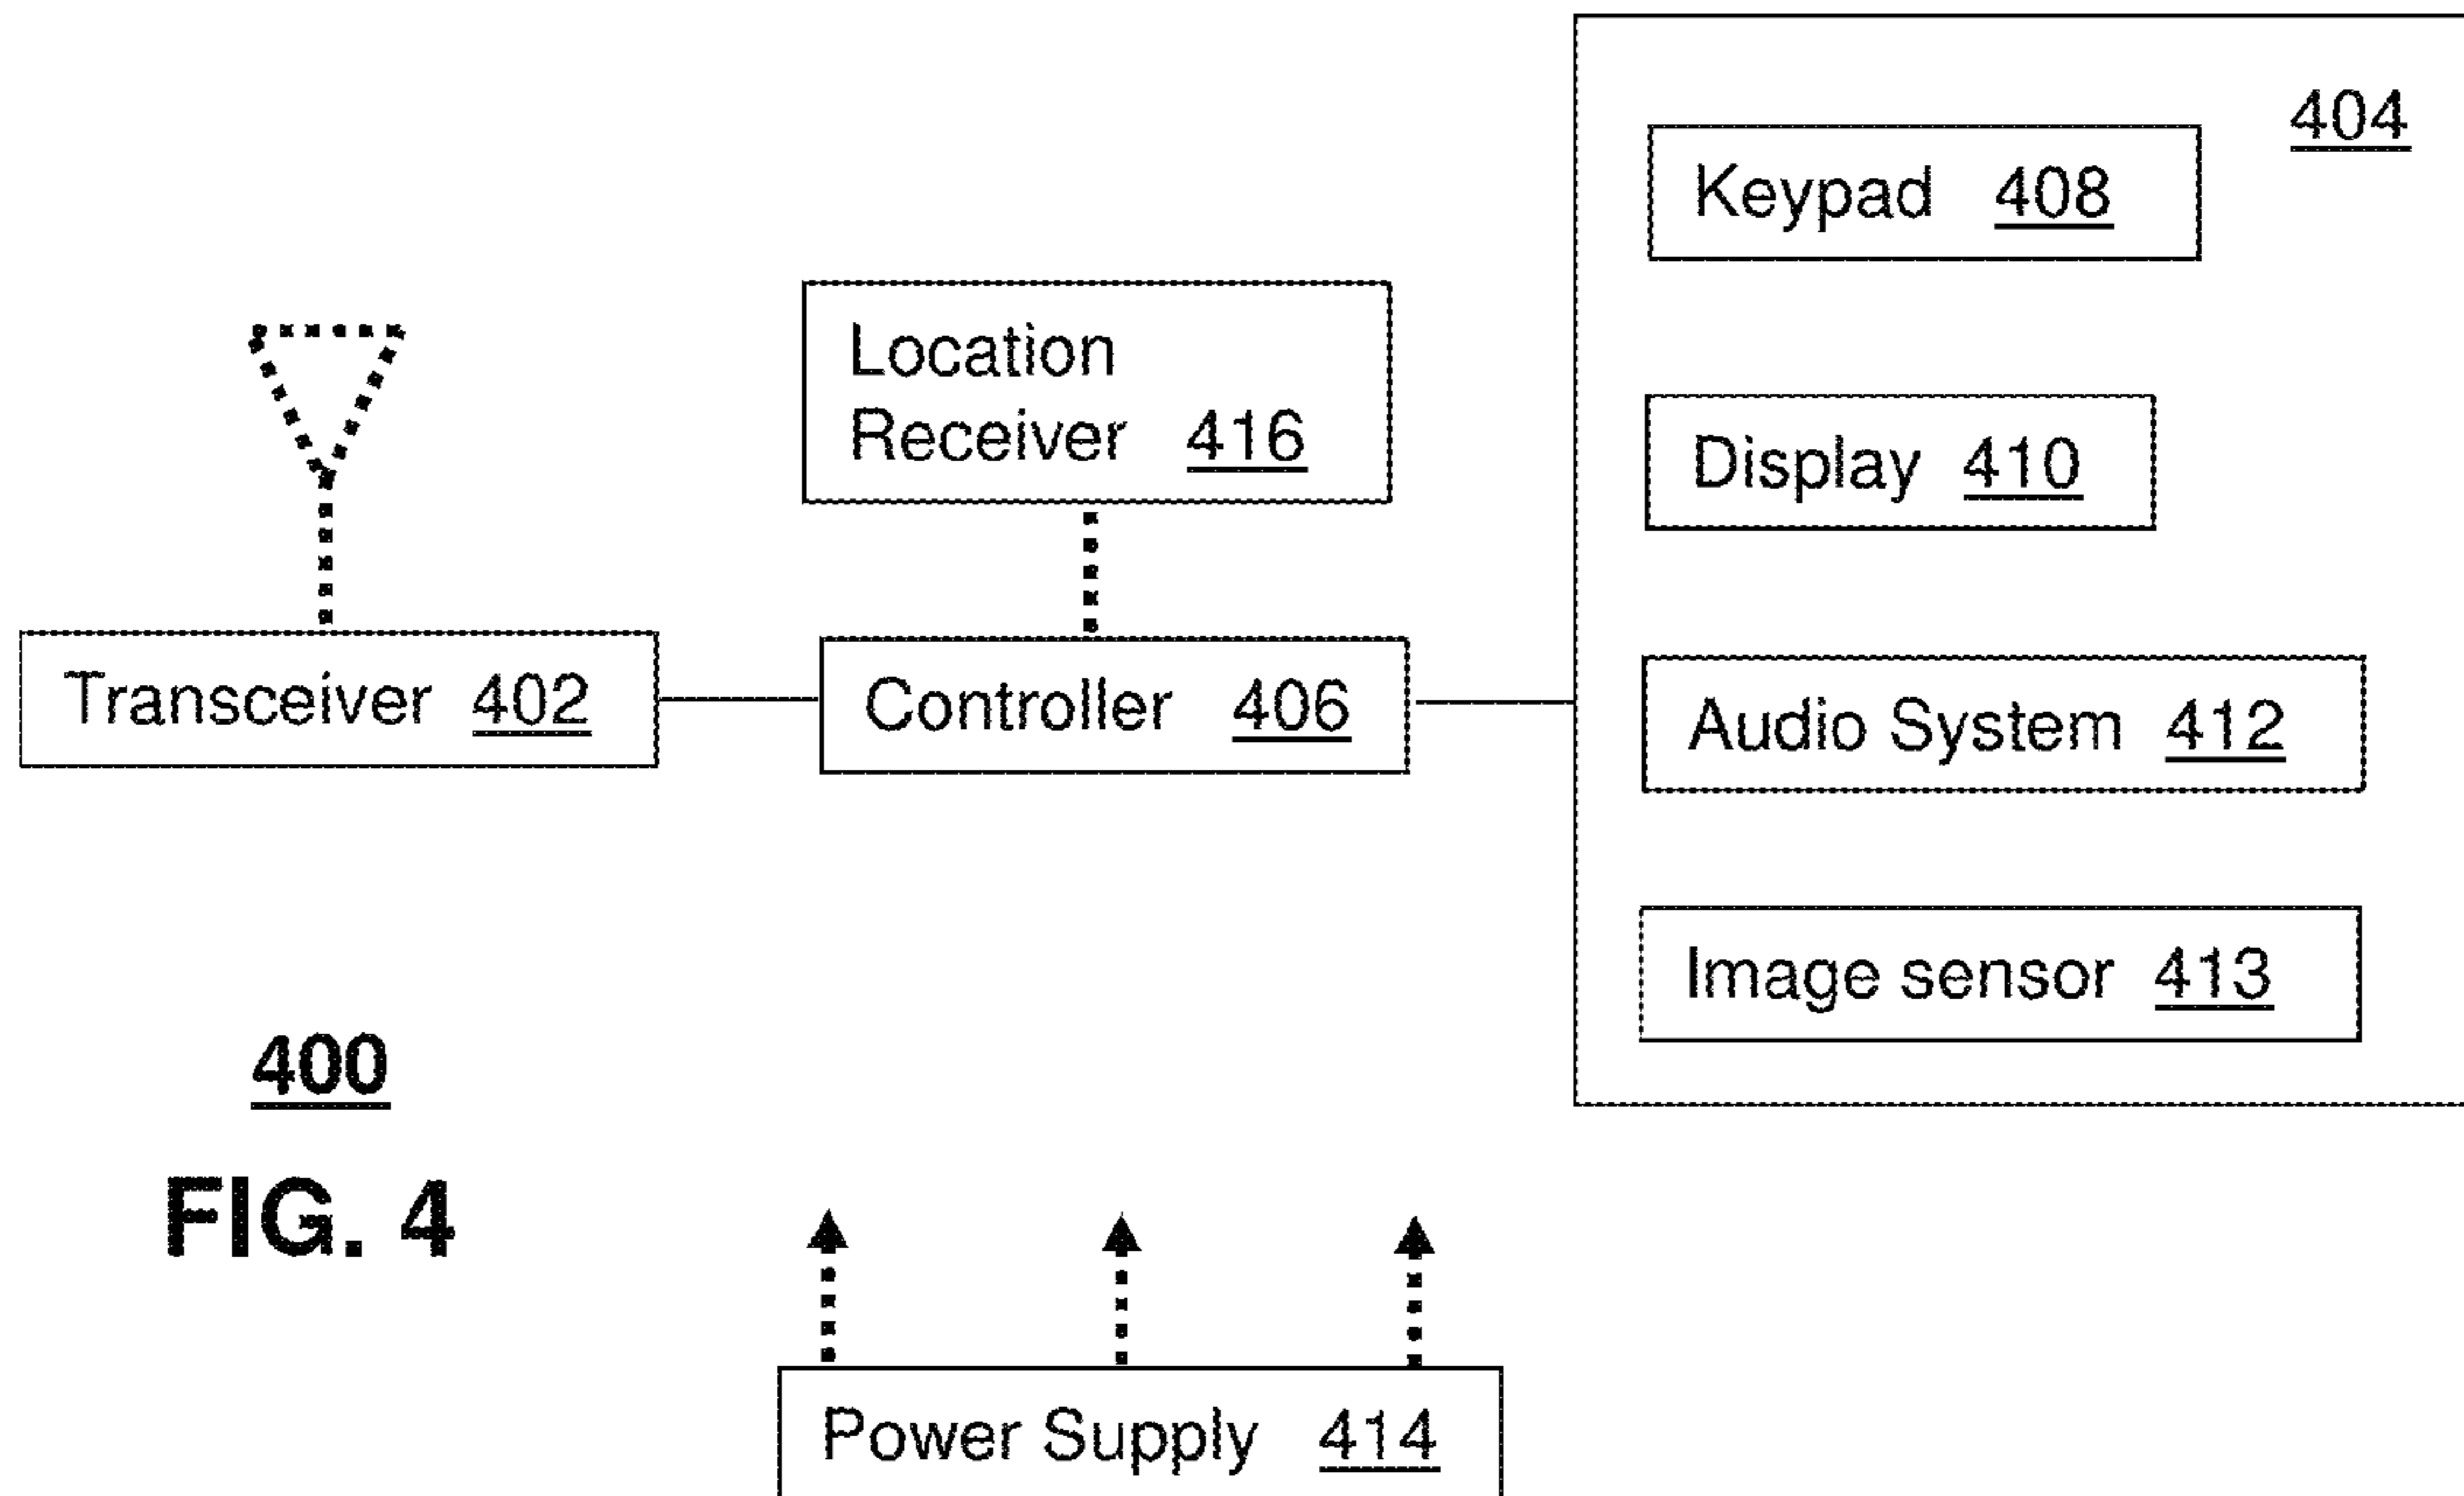 404
Keypad 408
Location
Receiver 416
Display 410
Transceiver 402
Controller 406
Audio System 412
Image sensor 413
400
FIG. 4
Power Supply 414